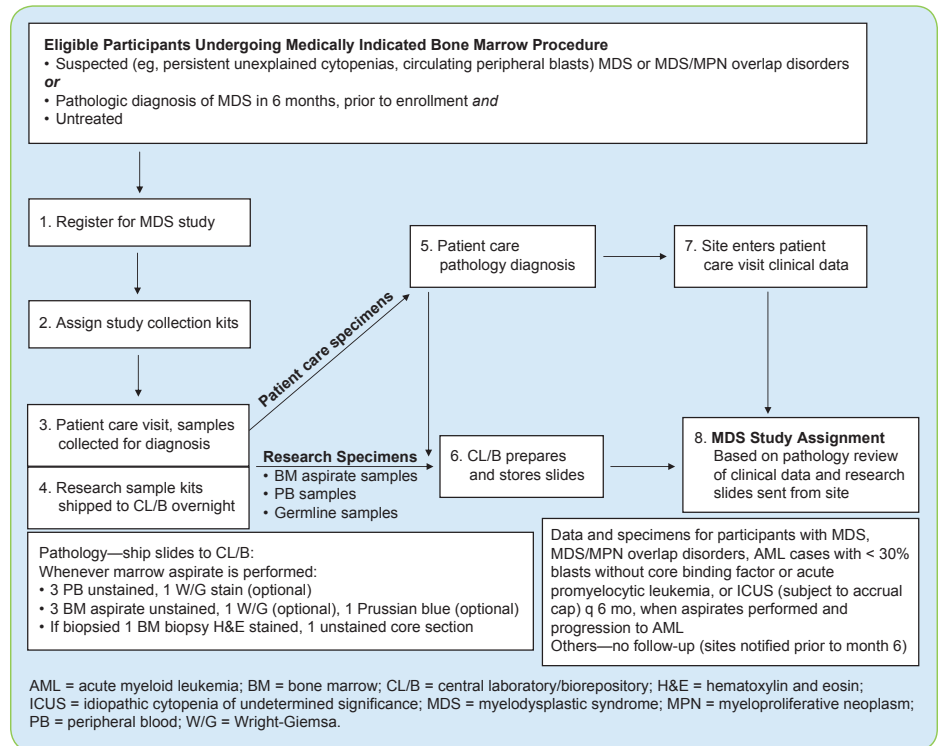 Eligible Participants Undergoing Medically Indicated Bone Marrow Procedure
• Suspected (eg, persistent unexplained cytopenias, circulating peripheral blasts) MDS or MDS/MPN overlap disorders
or
• Pathologic diagnosis of MDS in 6 months, prior to enrollment and
• Untreated
1. Register for MDS study
2. Assign study collection kits
3. Patient care visit, samples
collected for diagnosis
4. Research sample kits
shipped to CL/B overnight
Patient care specimens
5. Patient care
pathology diagnosis
7. Site enters patient
care visit clinical data
Research Specimens
• BM aspirate samples
• PB samples
• Germline samples
6. CL/B prepares
and stores slides
8. MDS Study Assignment
Based on pathology review
of clinical data and research
slides sent from site
Pathology—ship slides to CL/B:
Whenever marrow aspirate is performed:
• 3 PB unstained, 1 W/G stain (optional)
• 3 BM aspirate unstained, 1 W/G (optional), 1 Prussian blue (optional)
• If biopsied 1 BM biopsy H&E stained, 1 unstained core section
Data and specimens for participants with MDS,
MDS/MPN overlap disorders, AML cases with < 30%
blasts without core binding factor or acute
promyelocytic leukemia, or ICUS (subject to accrual
cap) q 6 mo, when aspirates performed and
progression to AML
Others—no follow-up (sites notified prior to month 6)
AML = acute myeloid leukemia; BM = bone marrow; CL/B = central laboratory/biorepository; H&E = hematoxylin and eosin;
ICUS = idiopathic cytopenia of undetermined significance; MDS = myelodysplastic syndrome; MPN = myeloproliferative neoplasm;
PB = peripheral blood; W/G = Wright-Giemsa.